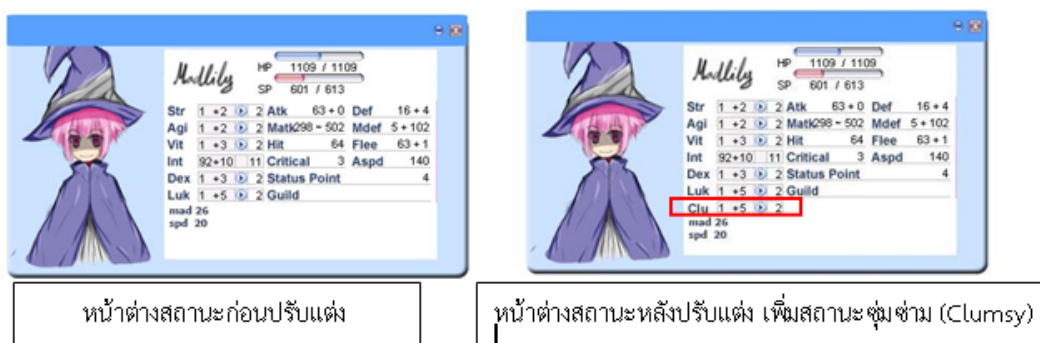 Madlily
HP 1109 / 1109
SP 601 / 613
Str 1 +2 2 Atk 63 + 0 Def 16 + 4
Agi 1 +2 2 Matk 298 ~ 502 Mdef 5 + 102
Vit 1 +3 2 Hit 64 Flee 63 + 1
Int 92+10 11 Critical 3 Aspd 140
Dex 1 +3 2 Status Point 4
Luk 1 +5 2 Guild
mad 26
spd 20
หน้าต่างสถานะก่อนปรับแต่ง
Madlily
HP 1109 / 1109
SP 601 / 613
Str 1 +2 2 Atk 63 + 0 Def 16 + 4
Agi 1 +2 2 Matk 298 ~ 502 Mdef 5 + 102
Vit 1 +3 2 Hit 64 Flee 63 + 1
Int 92+10 11 Critical 3 Aspd 140
Dex 1 +3 2 Status Point 4
Luk 1 +5 2 Guild
Clu 1 +5 2
mad 26
spd 20
หน้าต่างสถานะหลังปรับแต่ง เพิ่มสถานะซุ่มซ่าม (Clumsy)